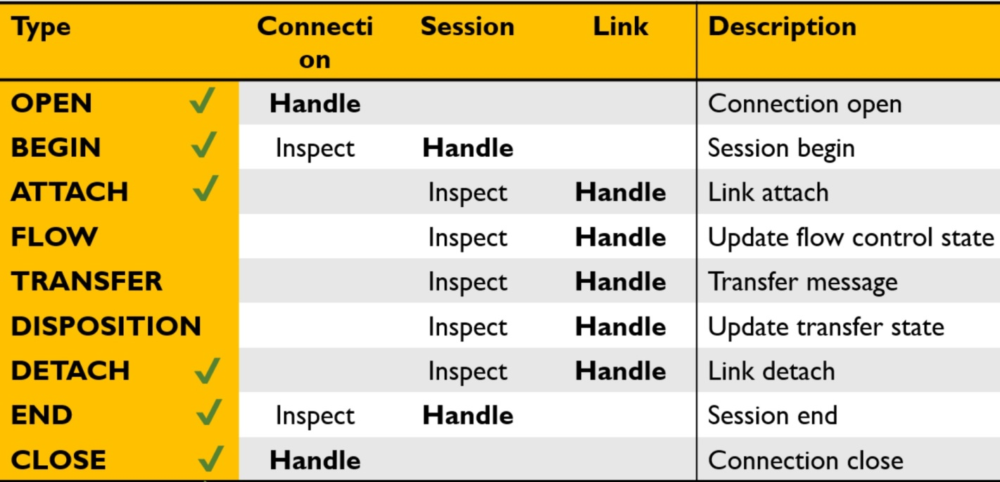 Type Connecti on Session Link Description
OPEN ✓ Handle Connection open
BEGIN ✓ Inspect Handle Session begin
ATTACH ✓ Inspect Handle Link attach
FLOW Inspect Handle Update flow control state
TRANSFER Inspect Handle Transfer message
DISPOSITION Inspect Handle Update transfer state
DETACH ✓ Inspect Handle Link detach
END ✓ Inspect Handle Session end
CLOSE ✓ Handle Connection close